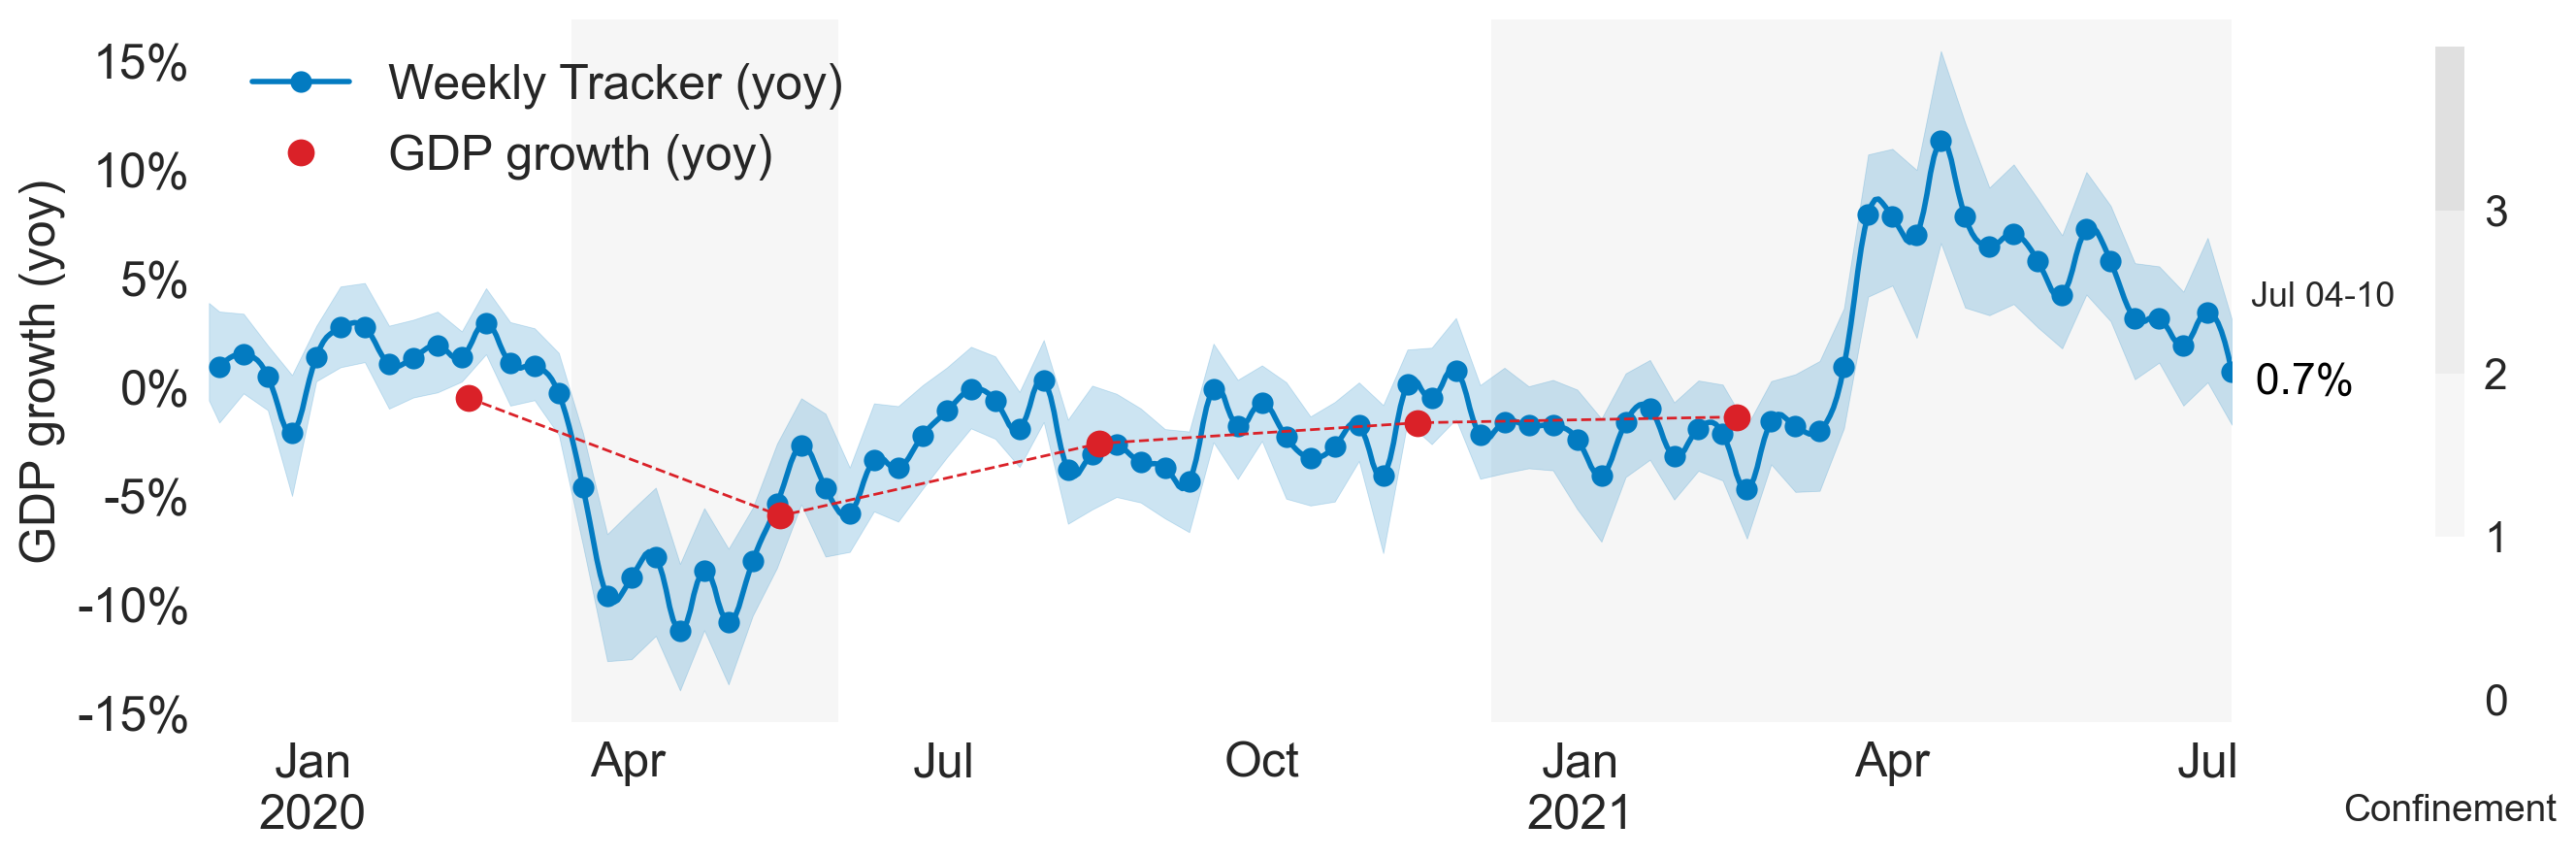 Weekly Tracker (yoy)
GDP growth (yoy)
GDP growth (yoy)
15%
10%
5%
0%
-5%
-10%
-15%
Jan
2020
Apr
Jul
Oct
Jan
2021
Apr
Jul
Jul 04-10
0.7%
3
2
1
0
Confinement